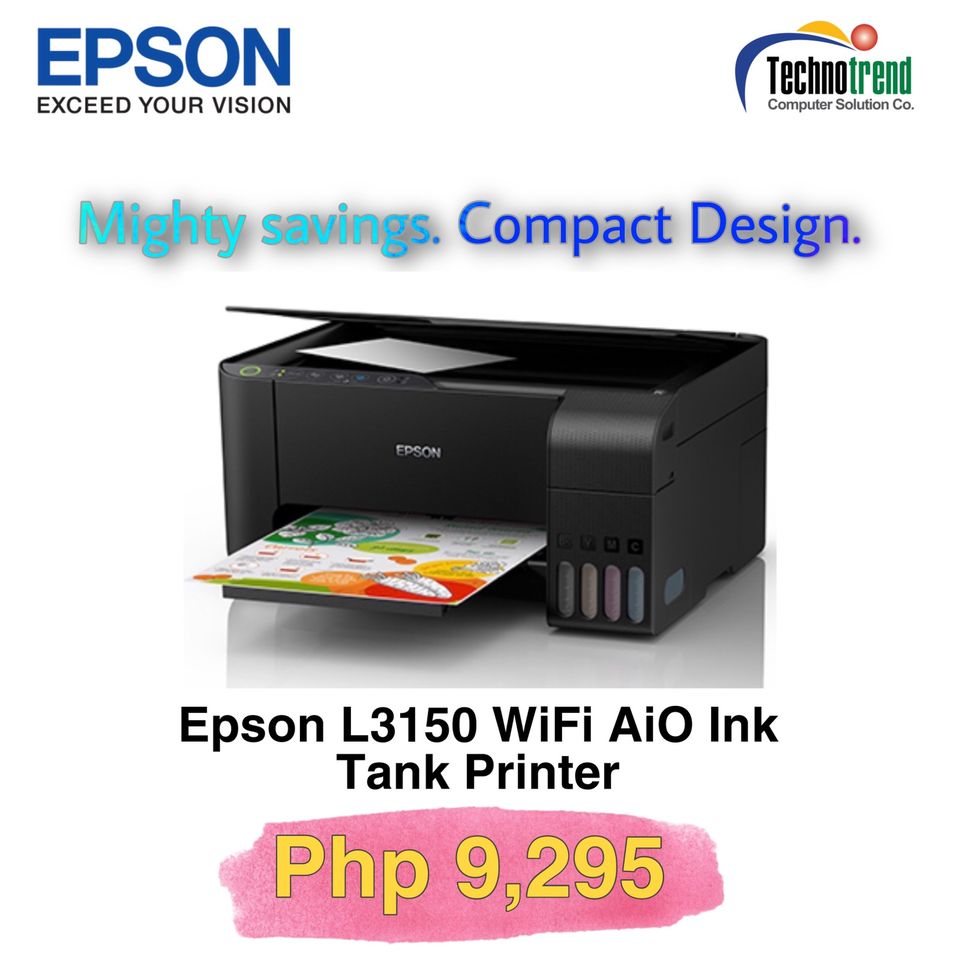 EPSON
EXCEED YOUR VISION
Technotrend
Computer Solution Co.
Mighty savings. Compact Design.
EPSON
Y M C
Epson L3150 WiFi AiO Ink
Tank Printer
Php 9,295